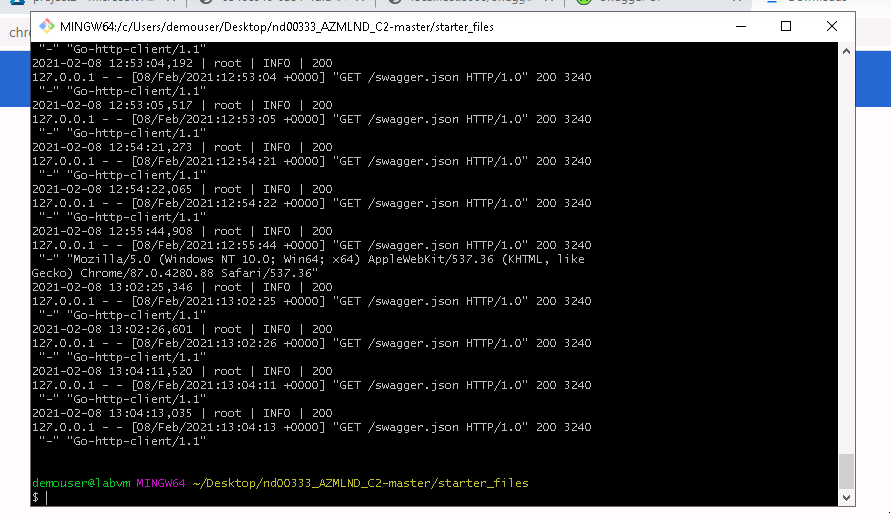 MINGW64:/c/Users/demouser/Desktop/nd00333_AZMLND_C2-master/starter_files
chr
"-" "Go-http-client/1.1"
2021-02-08 12:53:04,192 | root | INFO | 200
127.0.0.1 - - [08/Feb/2021:12:53:04 +0000] "GET /swagger.json HTTP/1.0" 200 3240
"-" "Go-http-client/1.1"
2021-02-08 12:53:05,517 | root | INFO | 200
127.0.0.1 - - [08/Feb/2021:12:53:05 +0000] "GET /swagger.json HTTP/1.0" 200 3240
"-" "Go-http-client/1.1"
2021-02-08 12:54:21,273 | root | INFO | 200
127.0.0.1 - - [08/Feb/2021:12:54:21 +0000] "GET /swagger.json HTTP/1.0" 200 3240
"-" "Go-http-client/1.1"
2021-02-08 12:54:22,065 | root | INFO | 200
127.0.0.1 - - [08/Feb/2021:12:54:22 +0000] "GET /swagger.json HTTP/1.0" 200 3240
"-" "Go-http-client/1.1"
2021-02-08 12:55:44,908 | root | INFO | 200
127.0.0.1 - - [08/Feb/2021:12:55:44 +0000] "GET /swagger.json HTTP/1.0" 200 3240
"-" "Mozilla/5.0 (Windows NT 10.0; Win64; x64) AppleWebKit/537.36 (KHTML, like
Gecko) Chrome/87.0.4280.88 Safari/537.36"
2021-02-08 13:02:25,346 | root | INFO | 200
127.0.0.1 - - [08/Feb/2021:13:02:25 +0000] "GET /swagger.json HTTP/1.0" 200 3240
"-" "Go-http-client/1.1"
2021-02-08 13:02:26,601 | root | INFO | 200
127.0.0.1 - - [08/Feb/2021:13:02:26 +0000] "GET /swagger.json HTTP/1.0" 200 3240
"-" "Go-http-client/1.1"
2021-02-08 13:04:11,520 | root | INFO | 200
127.0.0.1 - - [08/Feb/2021:13:04:11 +0000] "GET /swagger.json HTTP/1.0" 200 3240
"-" "Go-http-client/1.1"
2021-02-08 13:04:13,035 | root | INFO | 200
127.0.0.1 - - [08/Feb/2021:13:04:13 +0000] "GET /swagger.json HTTP/1.0" 200 3240
"-" "Go-http-client/1.1"
demouser@labvm MINGW64 ~/Desktop/nd00333_AZMLND_C2-master/starter_files
$